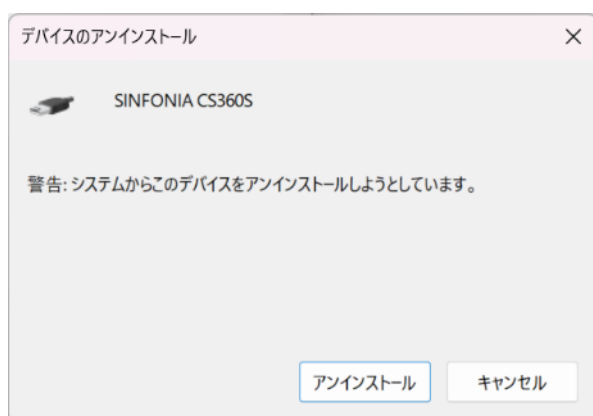 デバイスのアンインストール
SINFONIA CS360S
警告: システムからこのデバイスをアンインストールしようとしています。
アンインストール
キャンセル